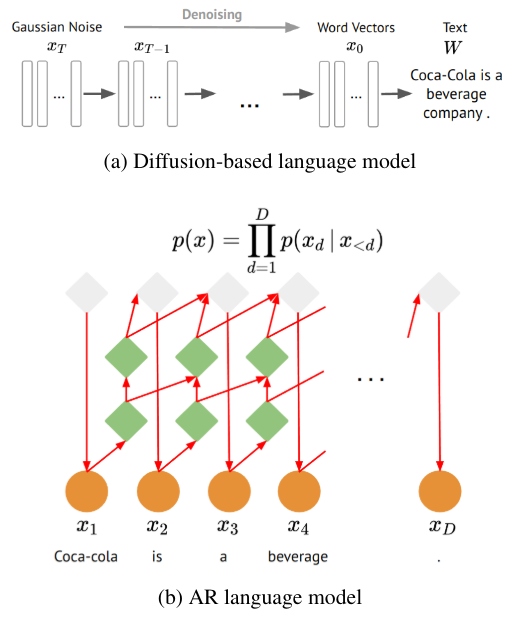 Denoising
Gaussian Noise
Word Vectors
Text
x_T
x_{T-1}
x_0
W
...
...
...
...
Coca-Cola is a
beverage
company .
(a) Diffusion-based language model
p(x) = \prod_{d=1}^{D} p(x_d | x_{<d})
...
x_1 x_2 x_3 x_4 x_D
Coca-cola is a beverage .
(b) AR language model